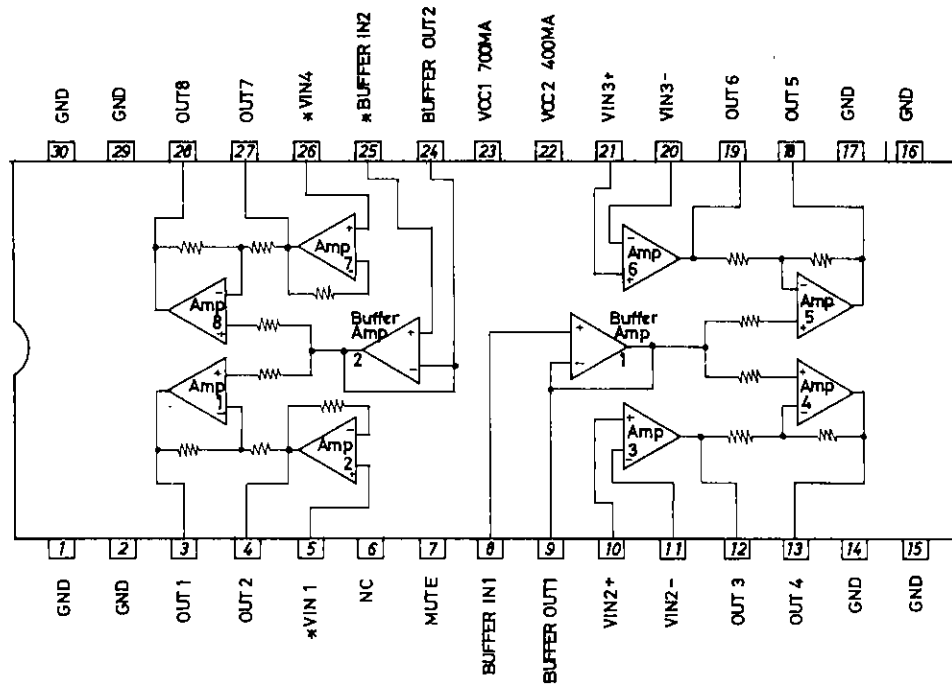 GND
GND
OUT8
OUT7
*VIN4
*BUFFER IN2
BUFFER OUT2
VCC1 700MA
VCC2 400MA
VIN3+
VIN3-
OUT 6
OUT 5
GND
GND
30
29
28
27
26
25
24
23
22
21
20
19
18
17
16
+
Amp
7
-
-
Amp
6
+
-
Amp
8
+
Buffer
Amp
2
+
-
+
Buffer
Amp
1
-
-
Amp
5
+
+
Amp
1
-
+
Amp
4
-
-
Amp
2
+
+
Amp
3
-
1
2
3
4
5
6
7
8
9
10
11
12
13
14
15
GND
GND
OUT 1
OUT 2
*VIN 1
NC
MUTE
BUFFER IN1
BUFFER OUT1
VIN2+
VIN2-
OUT 3
OUT 4
GND
GND